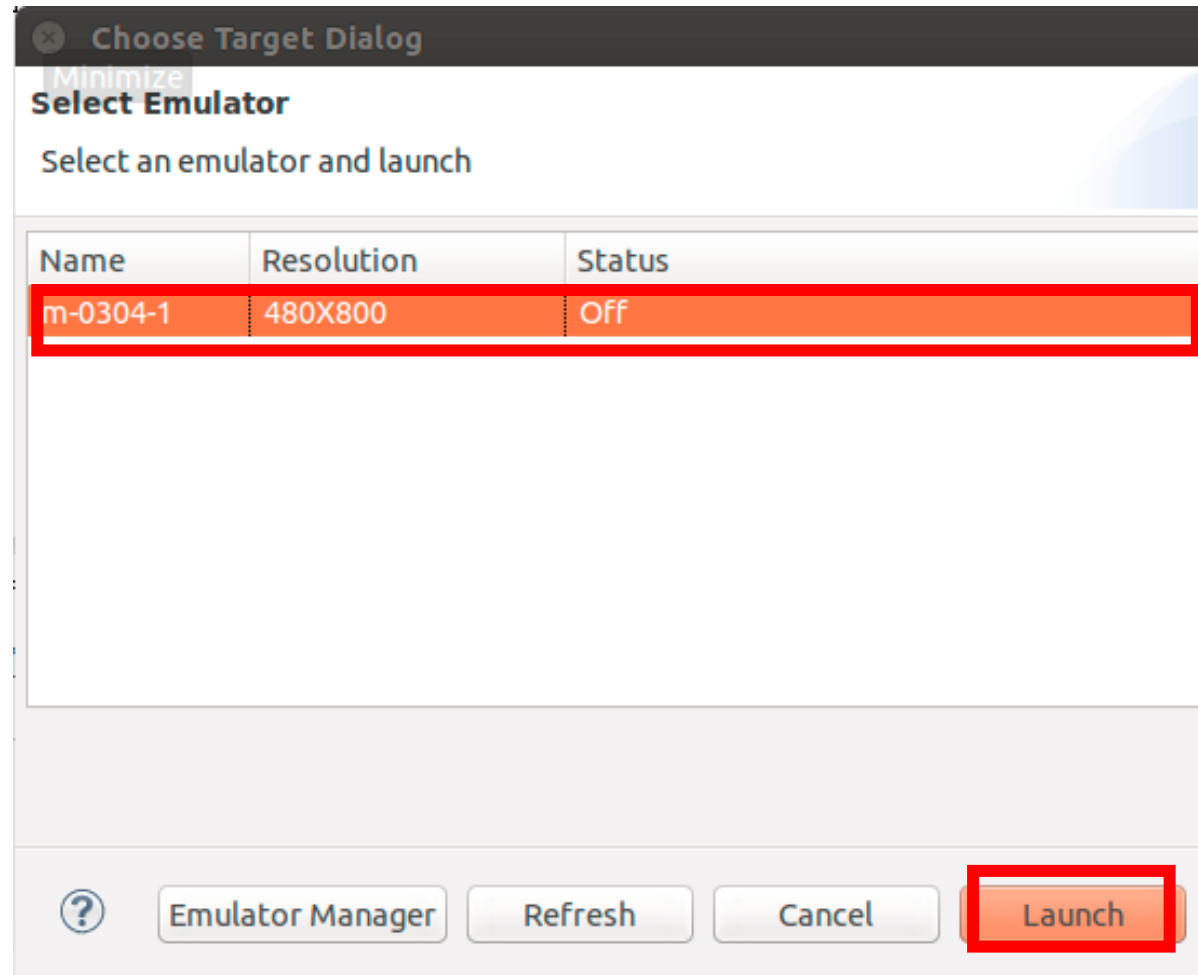 Choose Target Dialog
Minimize
Select Emulator
Select an emulator and launch
Name Resolution Status
m-0304-1 480X800 Off
? Emulator Manager Refresh Cancel Launch